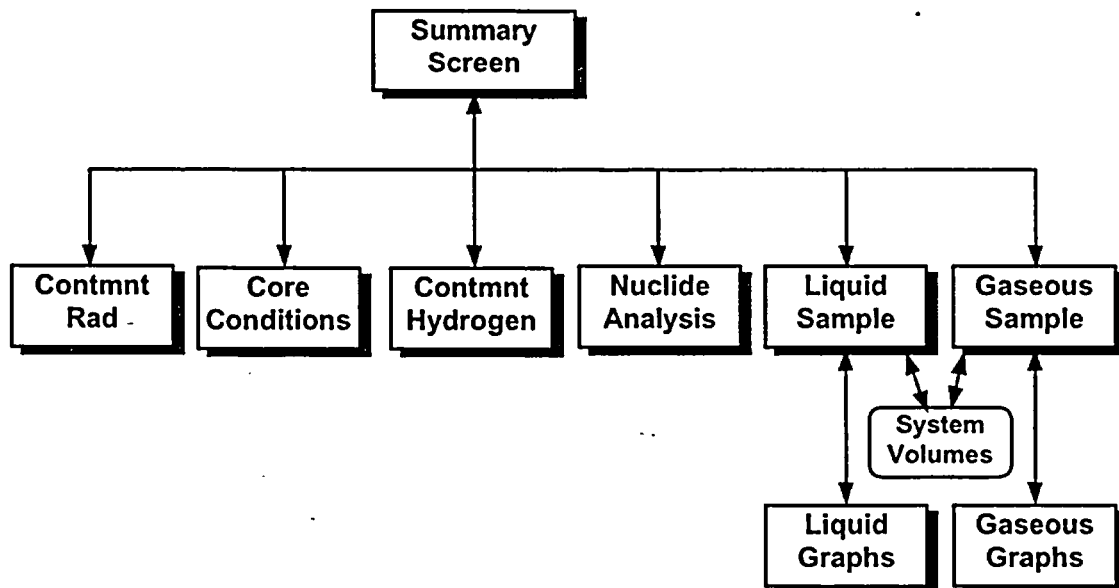 Summary
Screen
Contmnt
Rad
Core
Conditions
Contmnt
Hydrogen
Nuclide
Analysis
Liquid
Sample
Gaseous
Sample
System
Volumes
Liquid
Graphs
Gaseous
Graphs